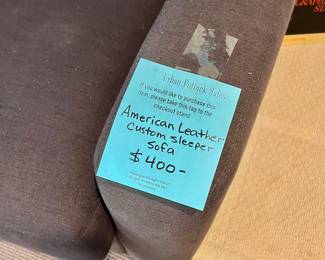 Urban Potluck Sales
If you would like to purchase this
item, please take this tag to the
checkout stand
American Leather
Custom sleeper
Sofa
$400-